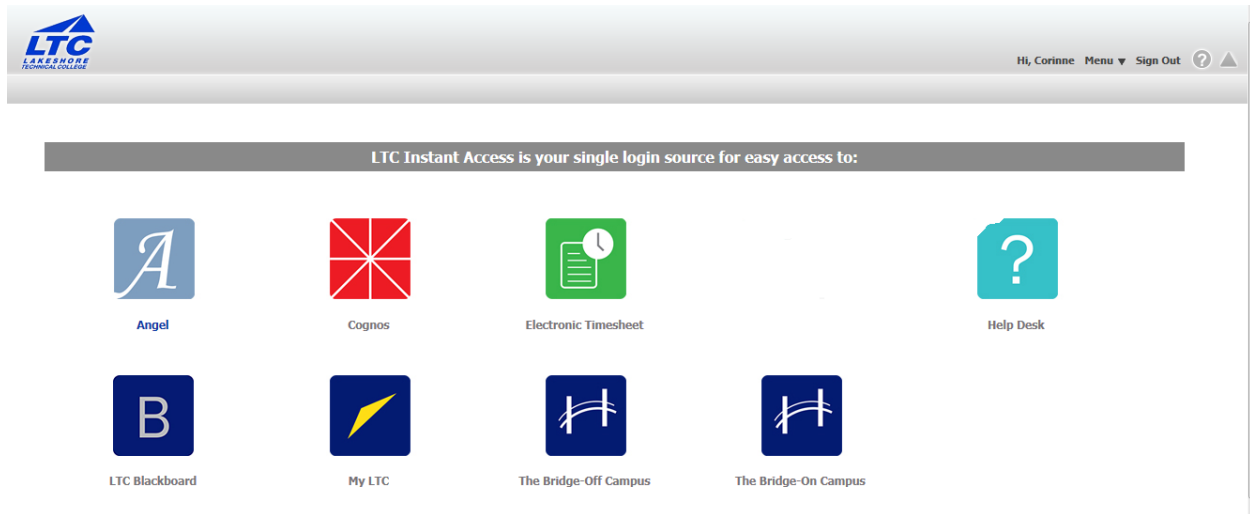 LTC
LAKESHORE
TECHNICAL COLLEGE
Hi, Corinne Menu ▼ Sign Out ?
LTC Instant Access is your single login source for easy access to:
A
?
Angel Cognos Electronic Timesheet Help Desk
B
LTC Blackboard My LTC The Bridge-Off Campus The Bridge-On Campus